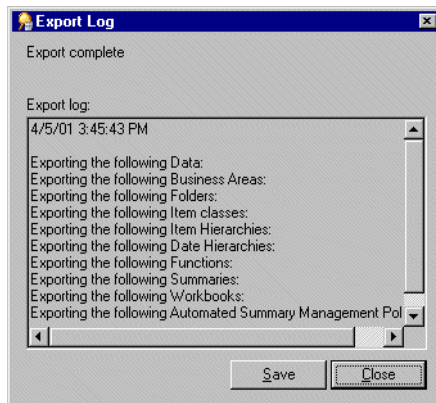 Export Log
Export complete
Export log:
4/5/01 3:45:43 PM
Exporting the following Data:
Exporting the following Business Areas:
Exporting the following Folders:
Exporting the following Item classes:
Exporting the following Item Hierarchies:
Exporting the following Date Hierarchies:
Exporting the following Functions:
Exporting the following Summaries:
Exporting the following Workbooks:
Exporting the following Automated Summary Management Pol
Save Close